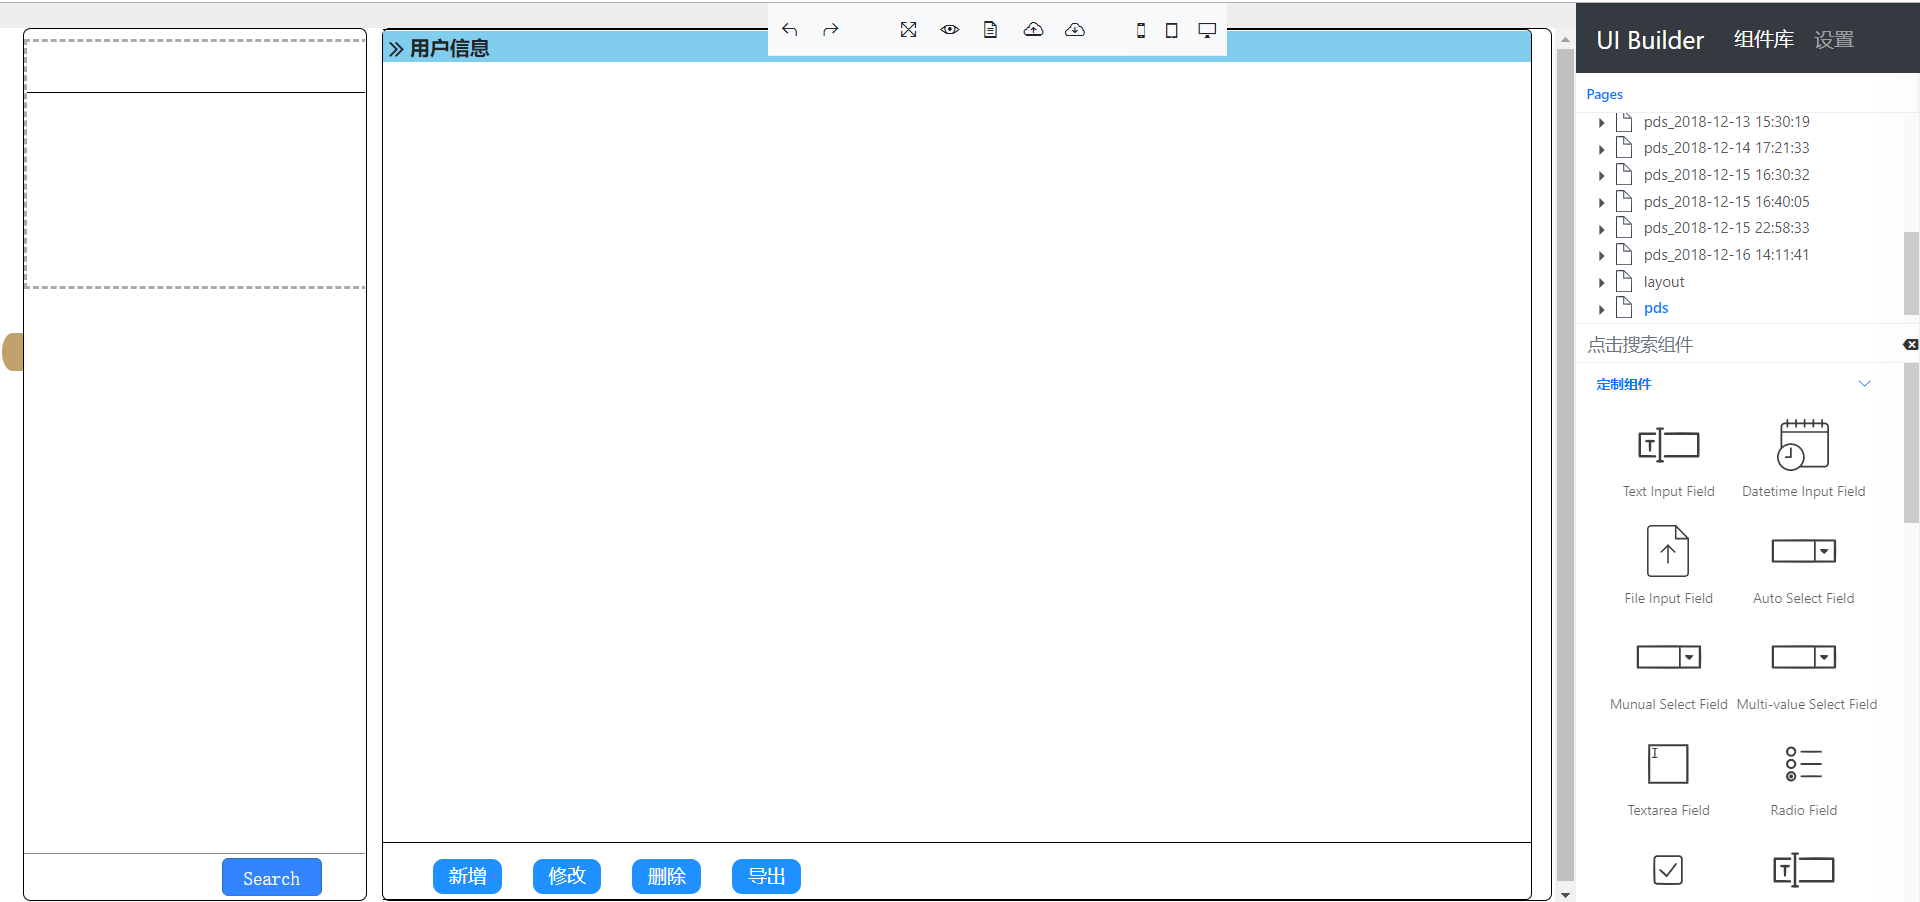 用户信息
Search
新增 修改 删除 导出
UI Builder 组件库 设置
Pages
pds_2018-12-13 15:30:19
pds_2018-12-14 17:21:33
pds_2018-12-15 16:30:32
pds_2018-12-15 16:40:05
pds_2018-12-15 22:58:33
pds_2018-12-16 14:11:41
layout
pds
点击搜索组件
定制组件
Text Input Field Datetime Input Field
File Input Field Auto Select Field
Munual Select Field Multi-value Select Field
Textarea Field Radio Field